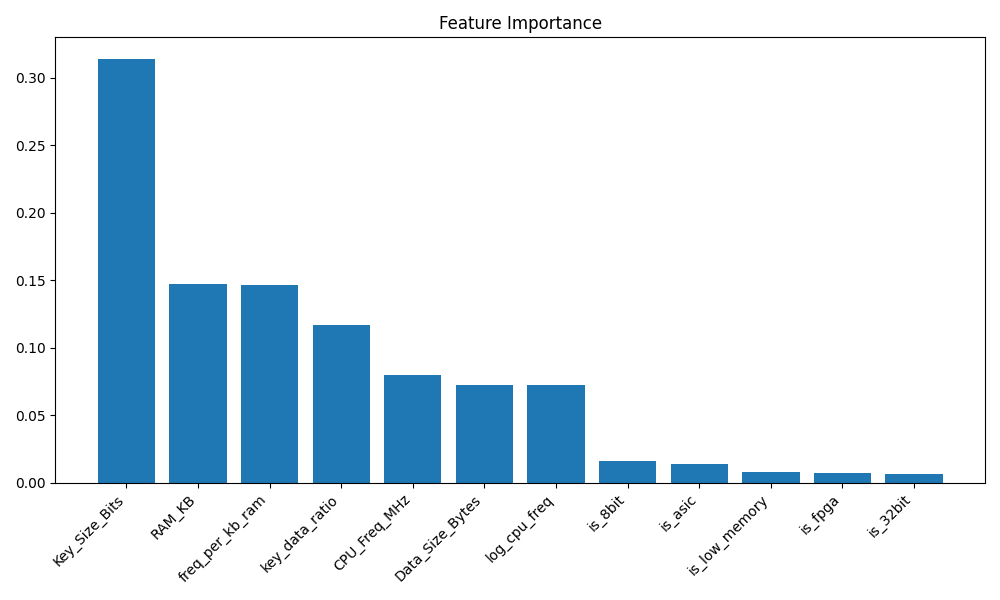 Feature Importance
0.30
0.25
0.20
0.15
0.10
0.05
0.00
Key_Size_Bits
RAM_KB
freq_per_kb_ram
key_data_ratio
CPU_Freq_MHz
Data_Size_Bytes
log_cpu_freq
is_8bit
is_asic
is_low_memory
is_fpga
is_32bit